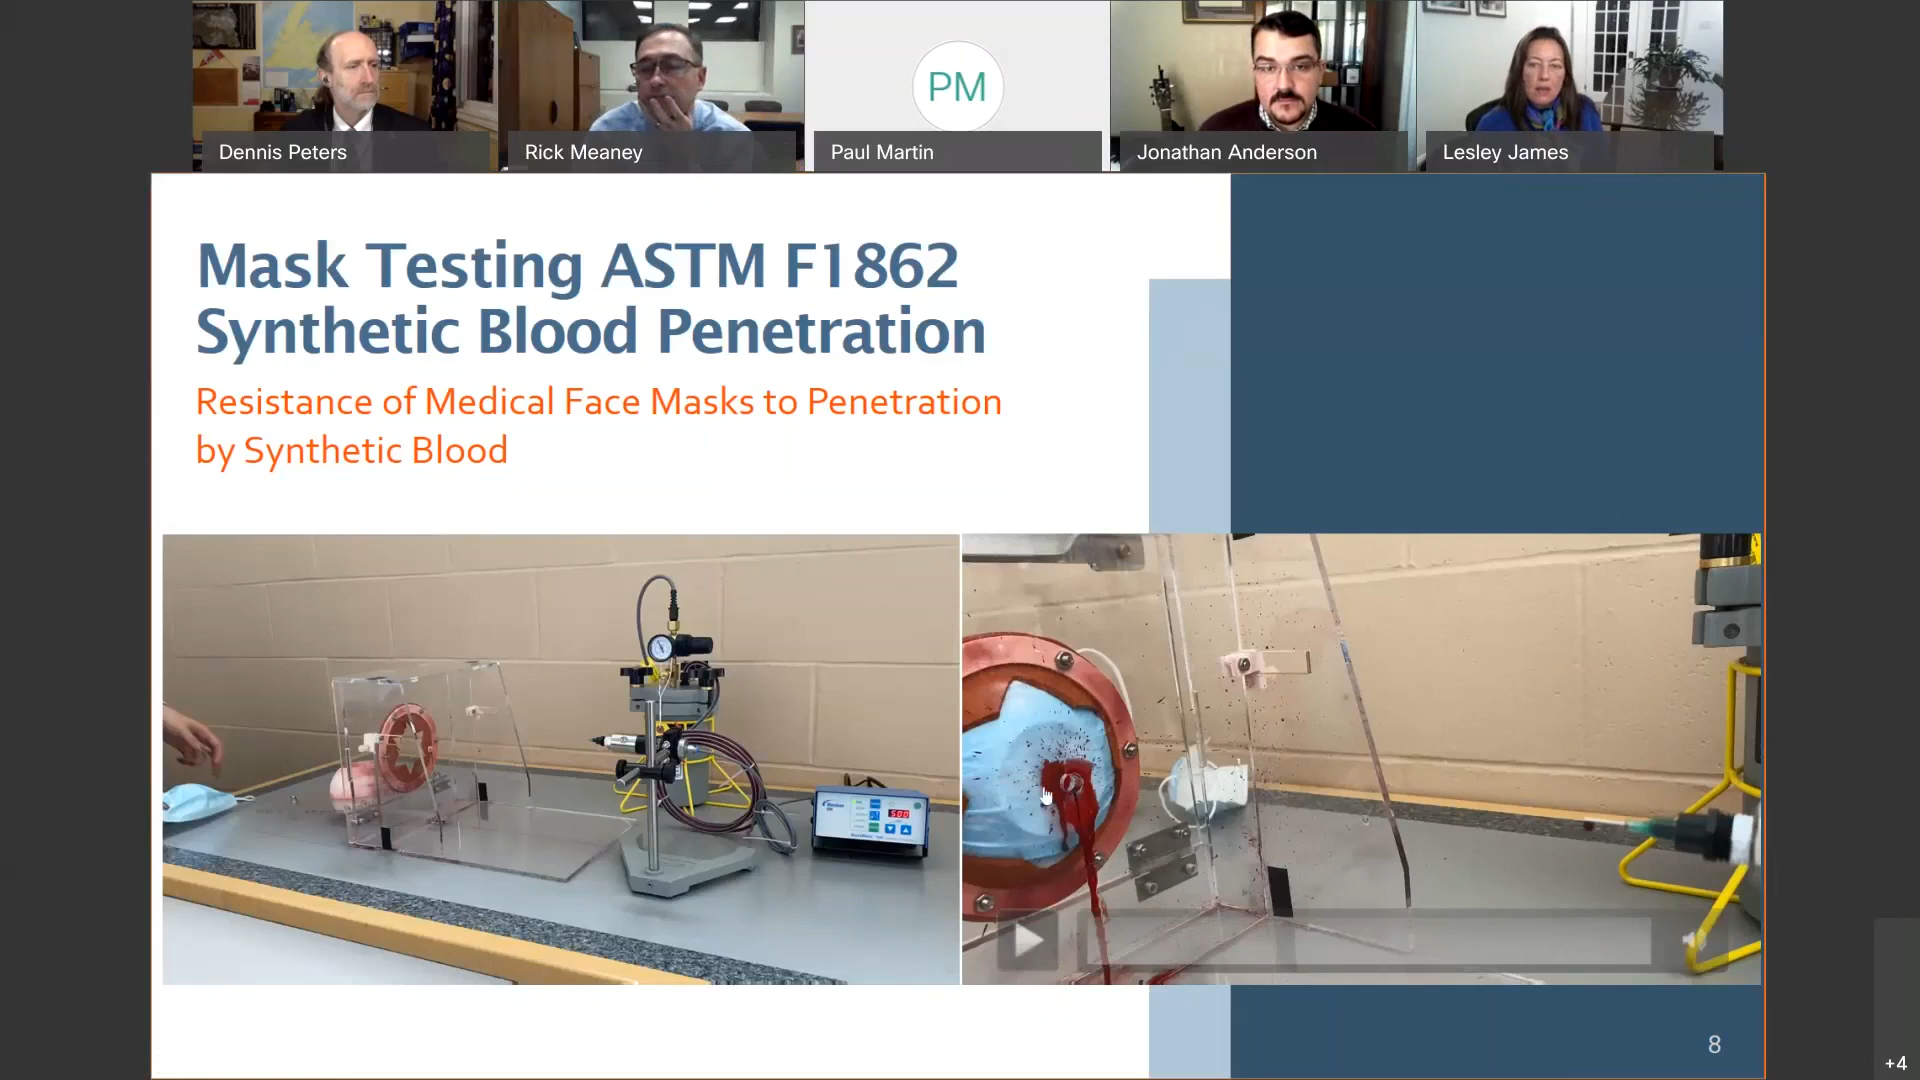 Dennis Peters
Rick Meaney
PM
Paul Martin
Jonathan Anderson
Lesley James
Mask Testing ASTM F1862
Synthetic Blood Penetration
Resistance of Medical Face Masks to Penetration
by Synthetic Blood
500
8
+4